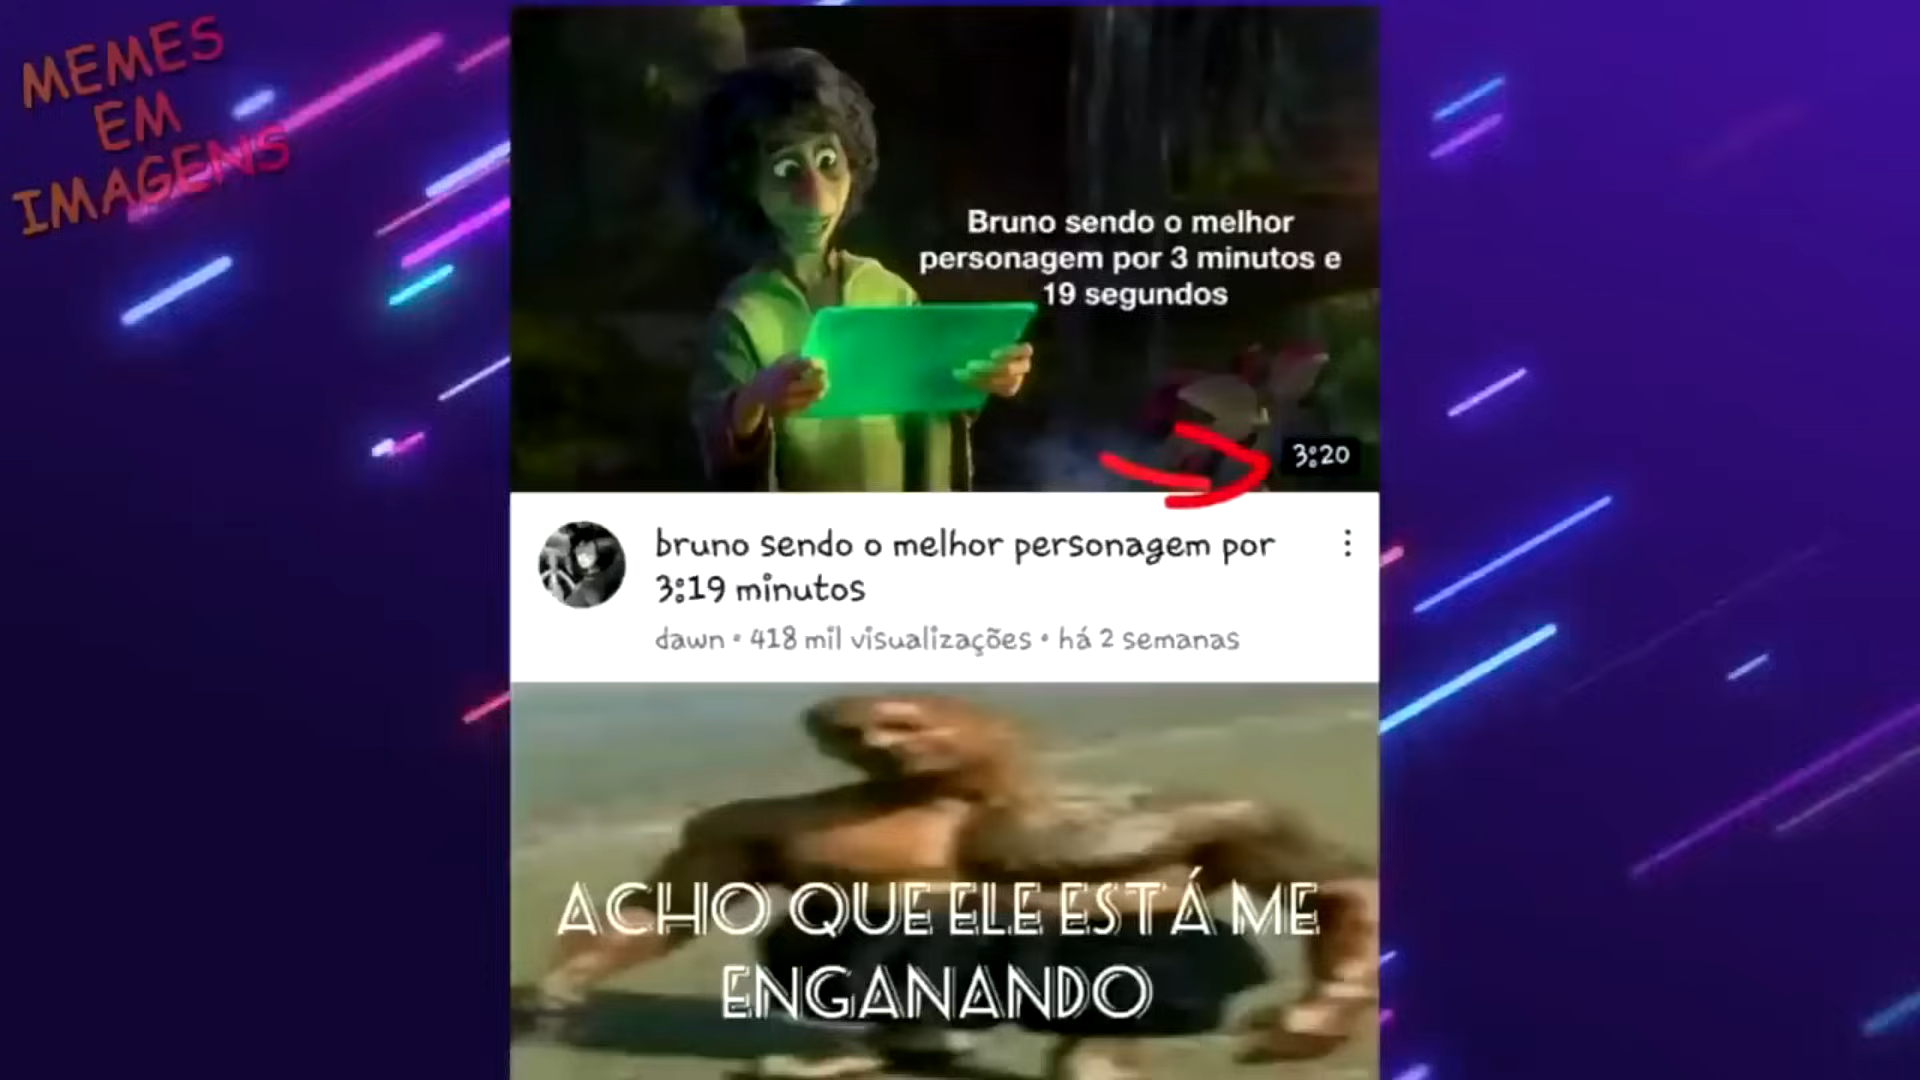 MEMES
EM
IMAGENS
Bruno sendo o melhor
personagem por 3 minutos e
19 segundos
3:20
bruno sendo o melhor personagem por
3:19 minutos
dawn • 418 mil visualizações • há 2 semanas
ACHO QUE ELE ESTÁ ME
ENGANANDO